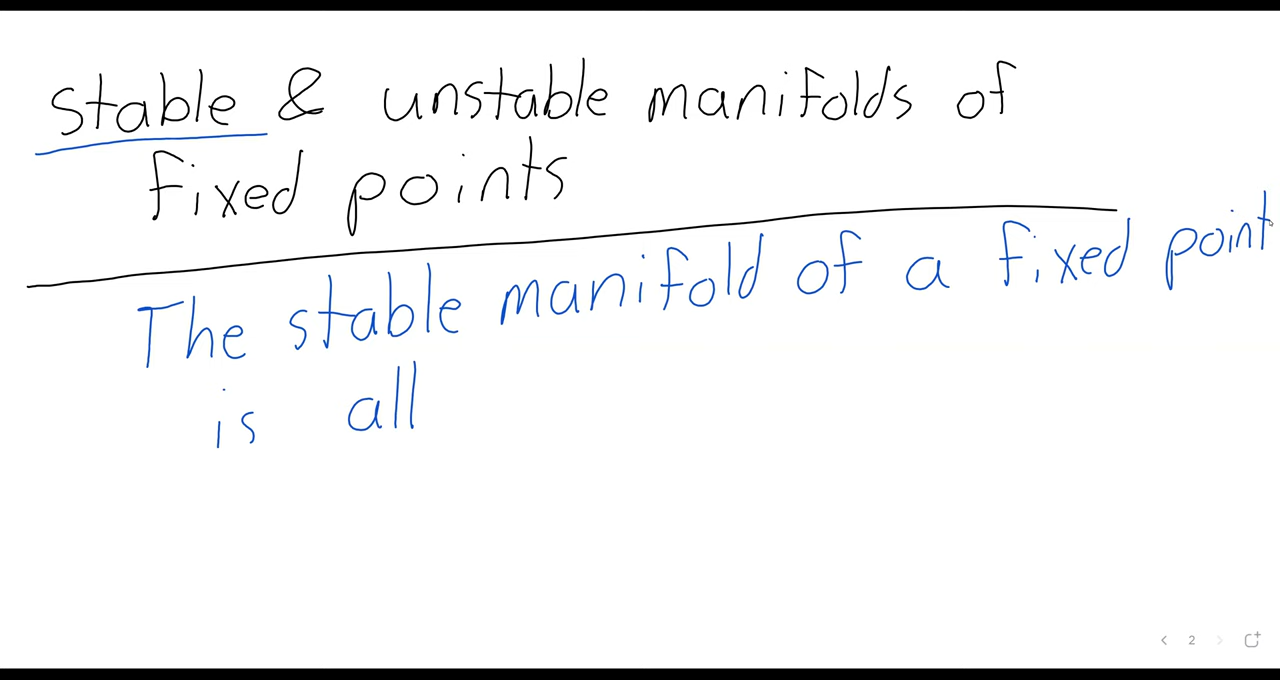 stable & unstable manifolds of
fixed points
The stable manifold of a fixed point
is all
2